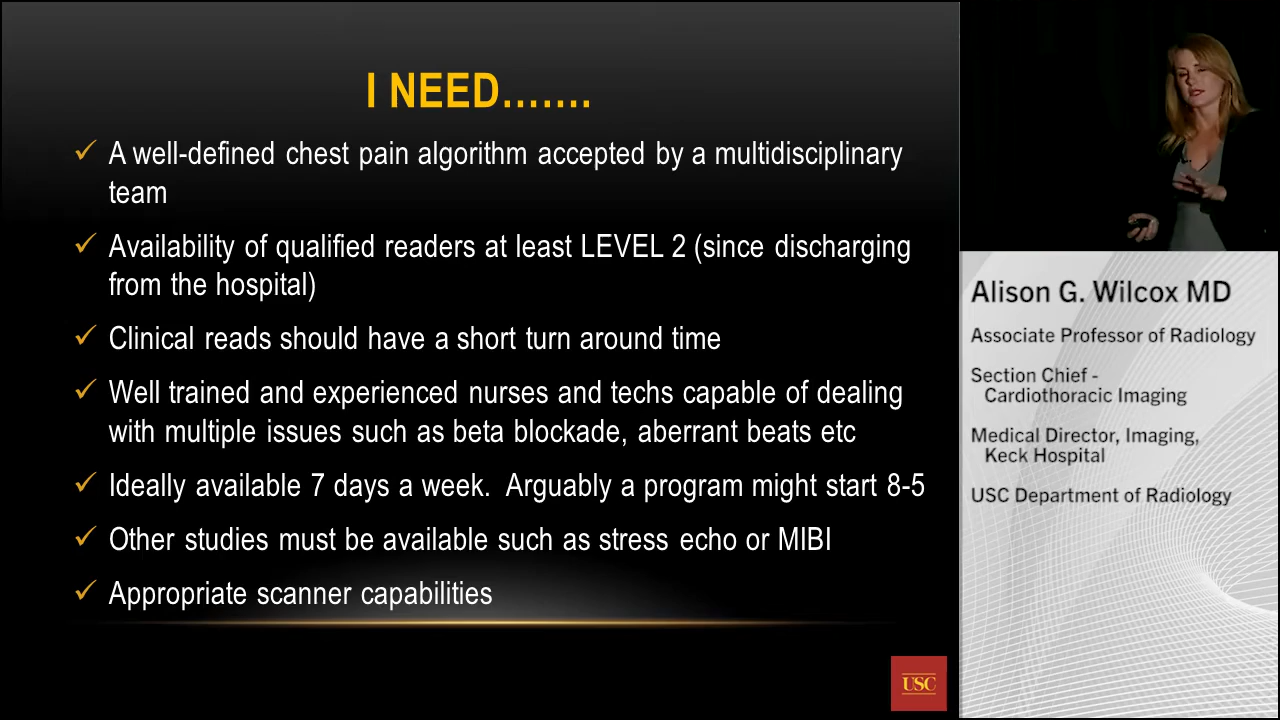 I NEED.......
✓ A well-defined chest pain algorithm accepted by a multidisciplinary
team
✓ Availability of qualified readers at least LEVEL 2 (since discharging
from the hospital)
✓ Clinical reads should have a short turn around time
✓ Well trained and experienced nurses and techs capable of dealing
with multiple issues such as beta blockade, aberrant beats etc
✓ Ideally available 7 days a week.  Arguably a program might start 8-5
✓ Other studies must be available such as stress echo or MIBI
✓ Appropriate scanner capabilities
USC
Alison G. Wilcox MD
Associate Professor of Radiology
Section Chief -
Cardiothoracic Imaging
Medical Director, Imaging,
Keck Hospital
USC Department of Radiology